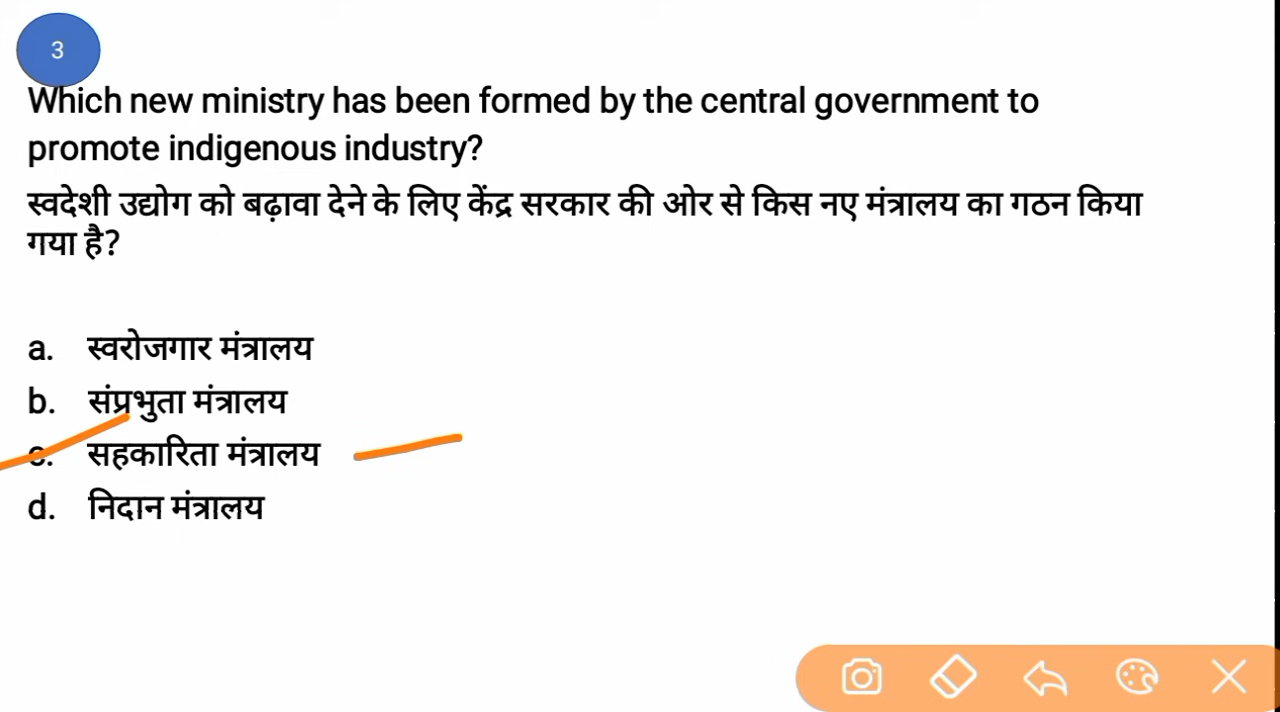 3
Which new ministry has been formed by the central government to
promote indigenous industry?
स्वदेशी उद्योग को बढ़ावा देने के लिए केंद्र सरकार की ओर से किस नए मंत्रालय का गठन किया
गया है?
a. स्वरोजगार मंत्रालय
b. संप्रभुता मंत्रालय
c. सहकारिता मंत्रालय
d. निदान मंत्रालय